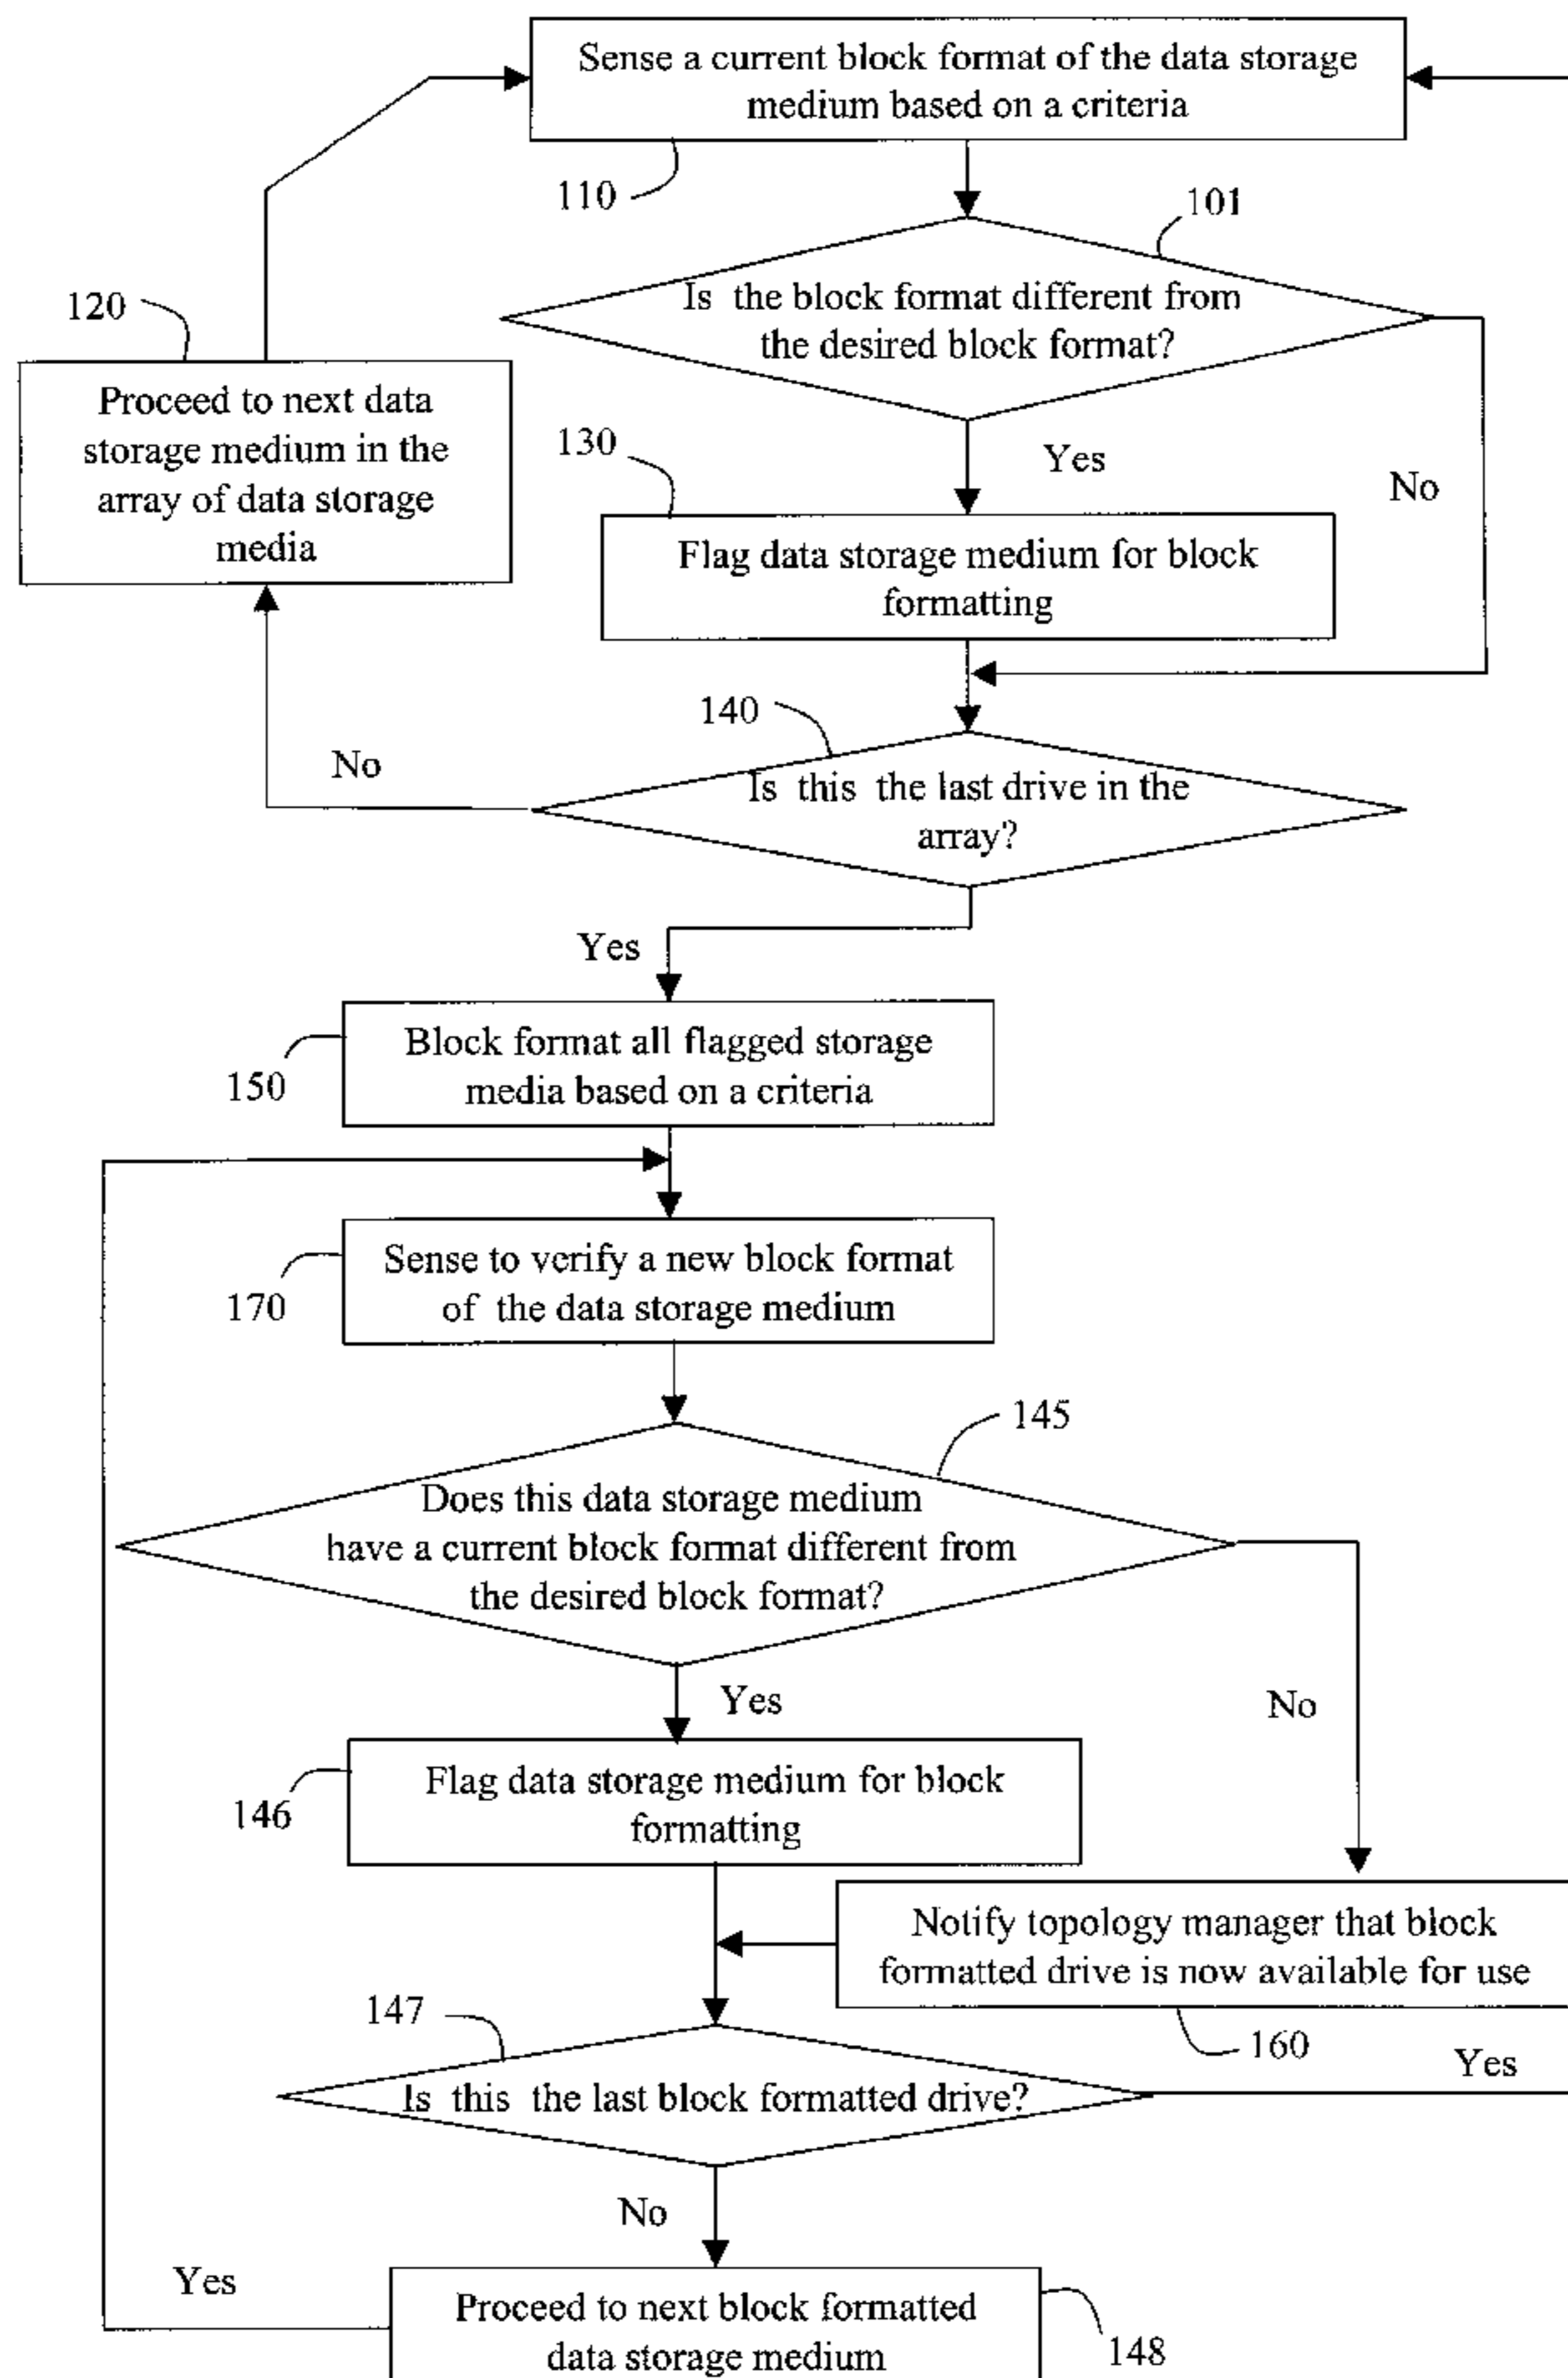 Sense a current block format of the data storage
medium based on a criteria
110
101
Is the block format different from
the desired block format?
120
Proceed to next data
storage medium in the
array of data storage
media
130
Yes
No
Flag data storage medium for block
formatting
140
No
Is this the last drive in the
array?
Yes
Block format all flagged storage
media based on a criteria
150
Sense to verify a new block format
of the data storage medium
170
145
Does this data storage medium
have a current block format different from
the desired block format?
Yes
No
Flag data storage medium for block
formatting
146
Notify topology manager that block
formatted drive is now available for use
147
160
Yes
Is this the last block formatted drive?
No
Yes
Proceed to next block formatted
data storage medium
148